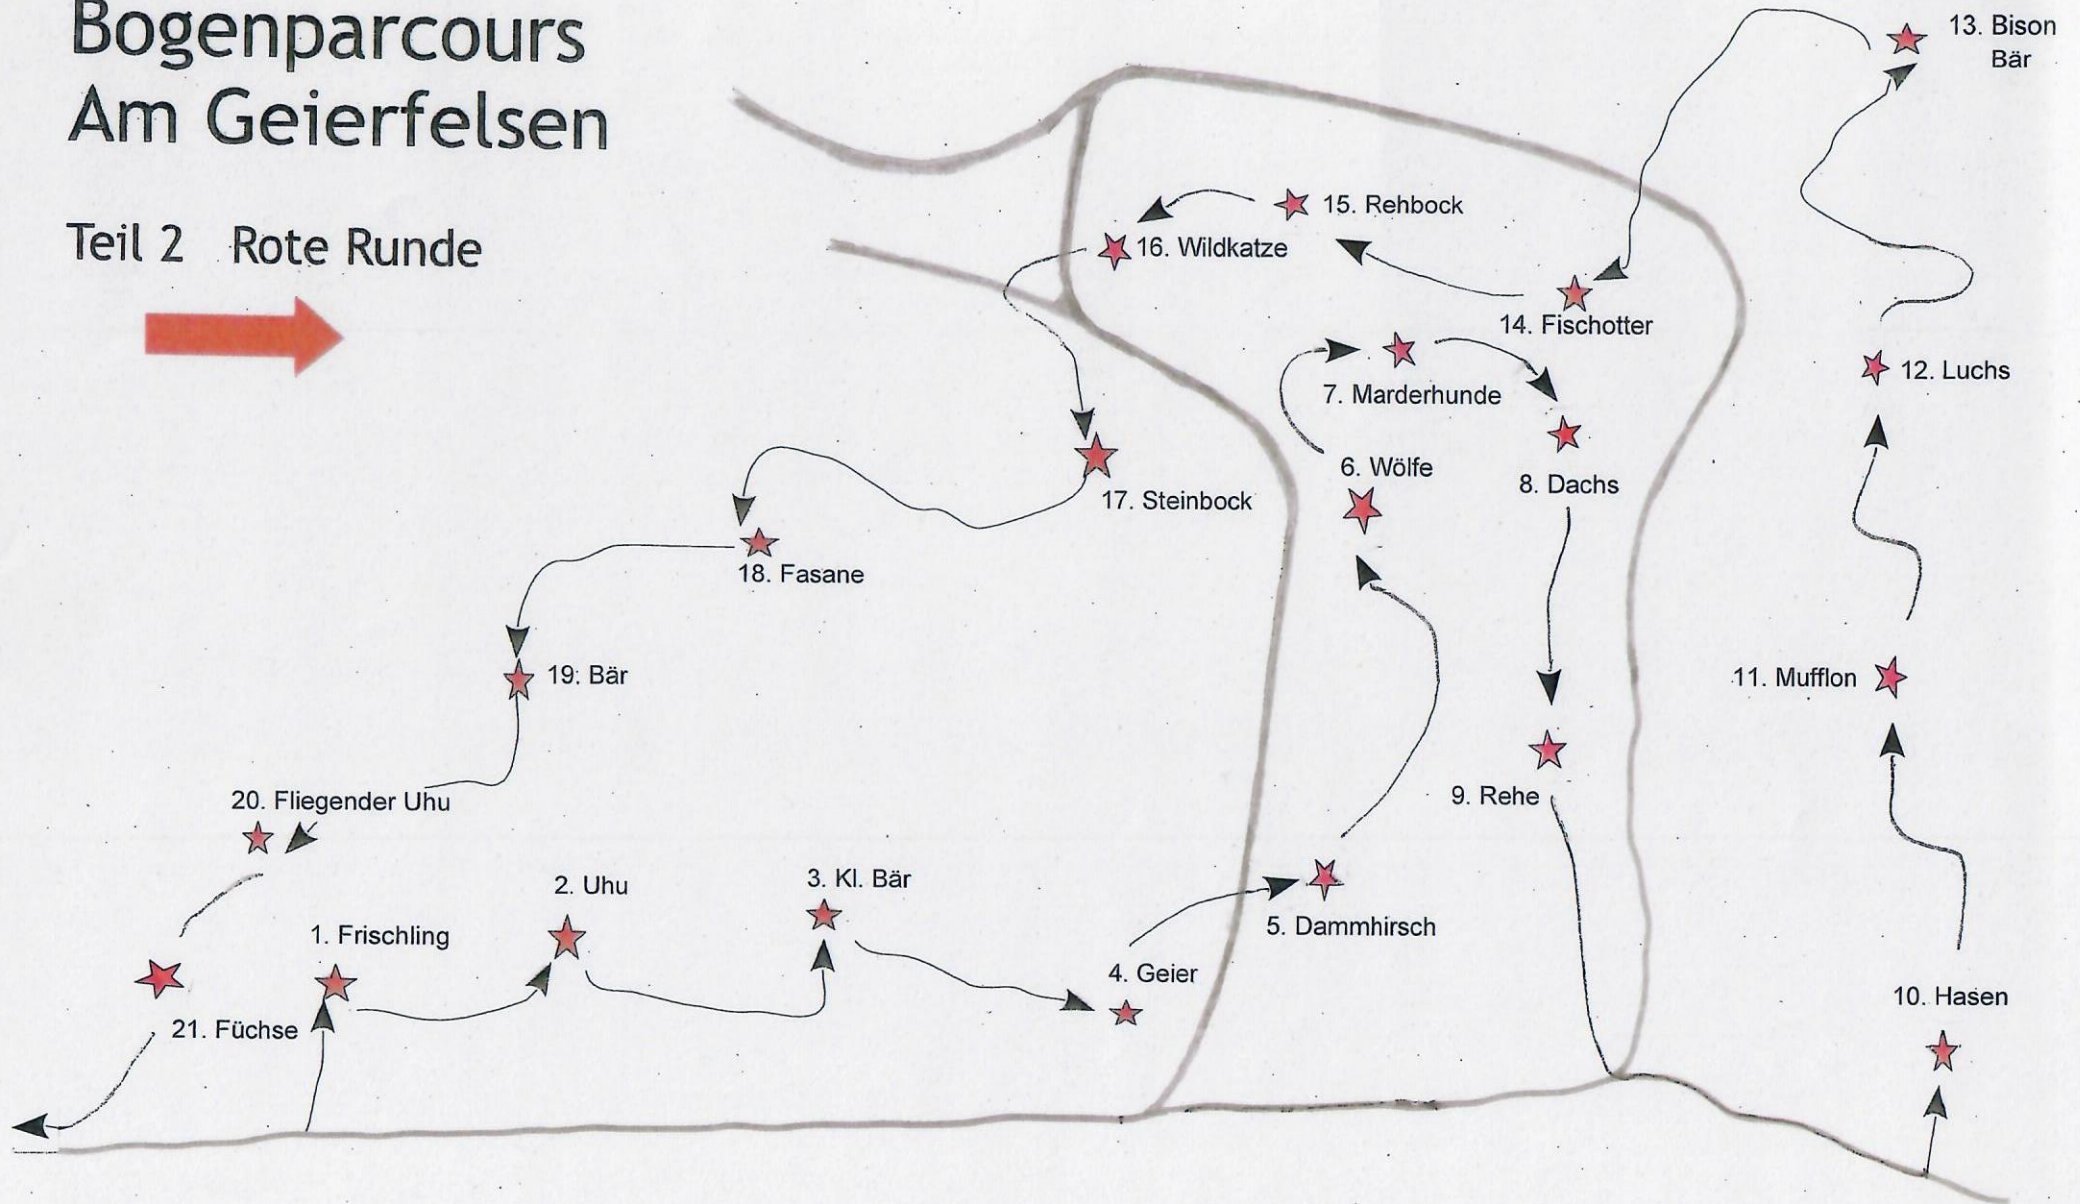 Bogenparcours
Am Geierfelsen
Teil 2 Rote Runde
1. Frischling
2. Uhu
3. Kl. Bär
4. Geier
5. Dammhirsch
6. Wölfe
7. Marderhunde
8. Dachs
9. Rehe
10. Hasen
11. Mufflon
12. Luchs
13. Bison
Bär
14. Fischotter
15. Rehbock
16. Wildkatze
17. Steinbock
18. Fasane
19. Bär
20. Fliegender Uhu
21. Füchse